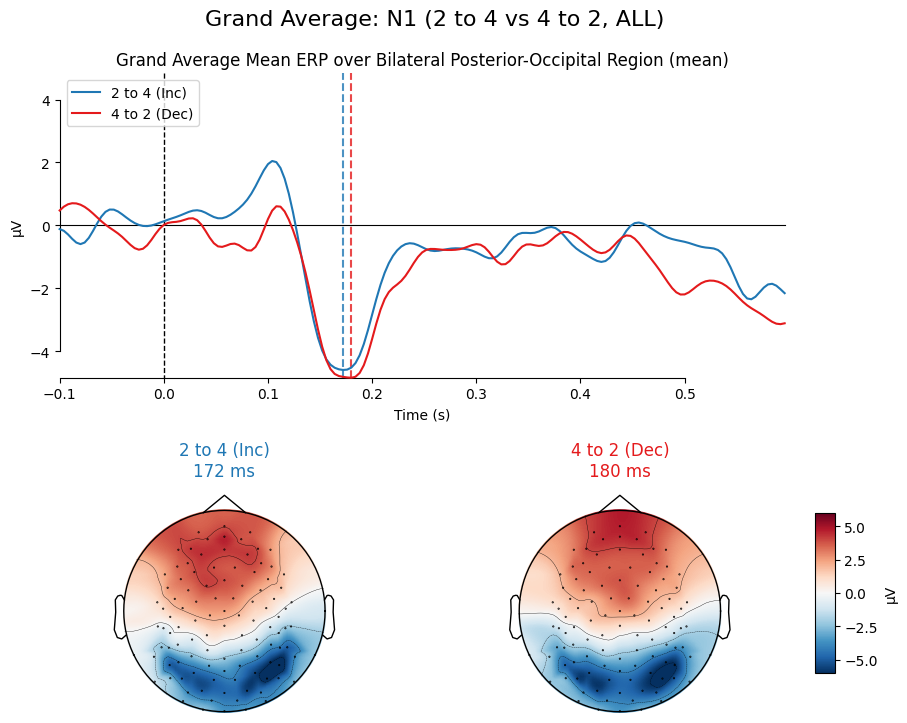 Grand Average: N1 (2 to 4 vs 4 to 2, ALL)
Grand Average Mean ERP over Bilateral Posterior-Occipital Region (mean)
2 to 4 (Inc)
4 to 2 (Dec)
4
2
0
−2
−4
µV
−0.1 0.0 0.1 0.2 0.3 0.4 0.5
Time (s)
2 to 4 (Inc)
172 ms
4 to 2 (Dec)
180 ms
5.0
2.5
0.0
−2.5
−5.0
µV